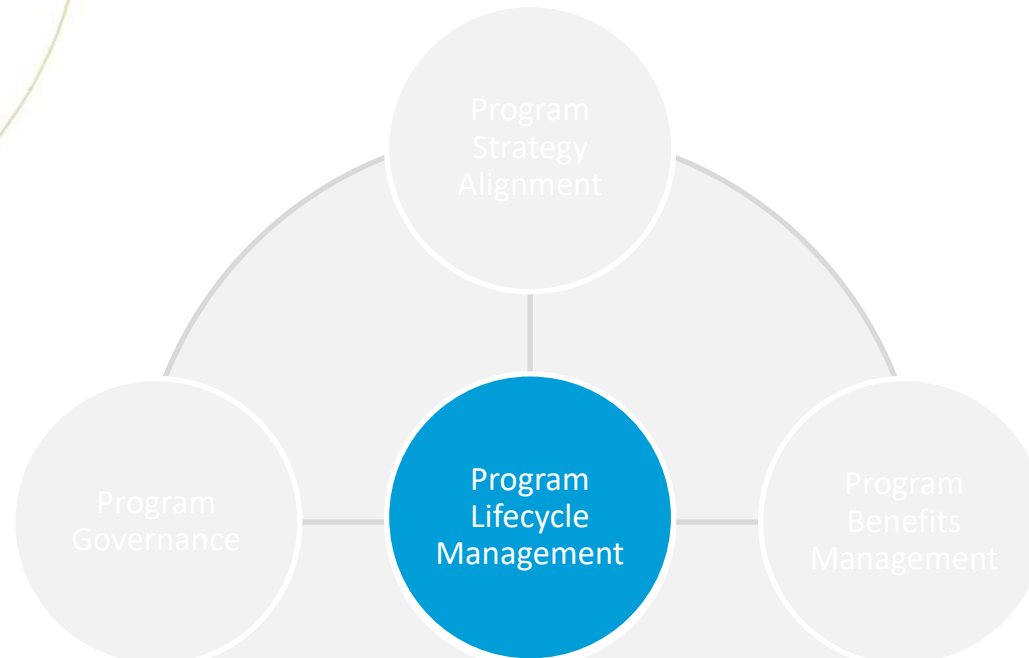 Program
Strategy
Alignment
Program
Governance
Program
Lifecycle
Management
Program
Benefits
Management